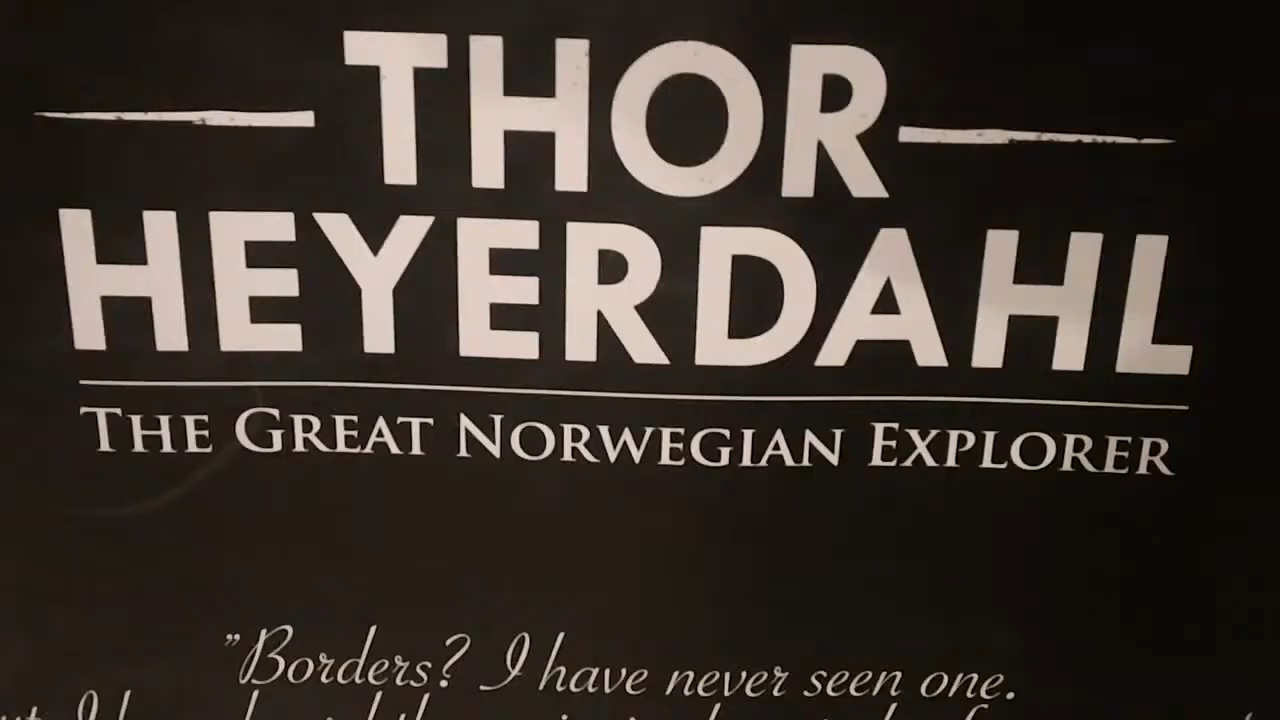 THOR
HEYERDAHL
THE GREAT NORWEGIAN EXPLORER
"Borders? I have never seen one.